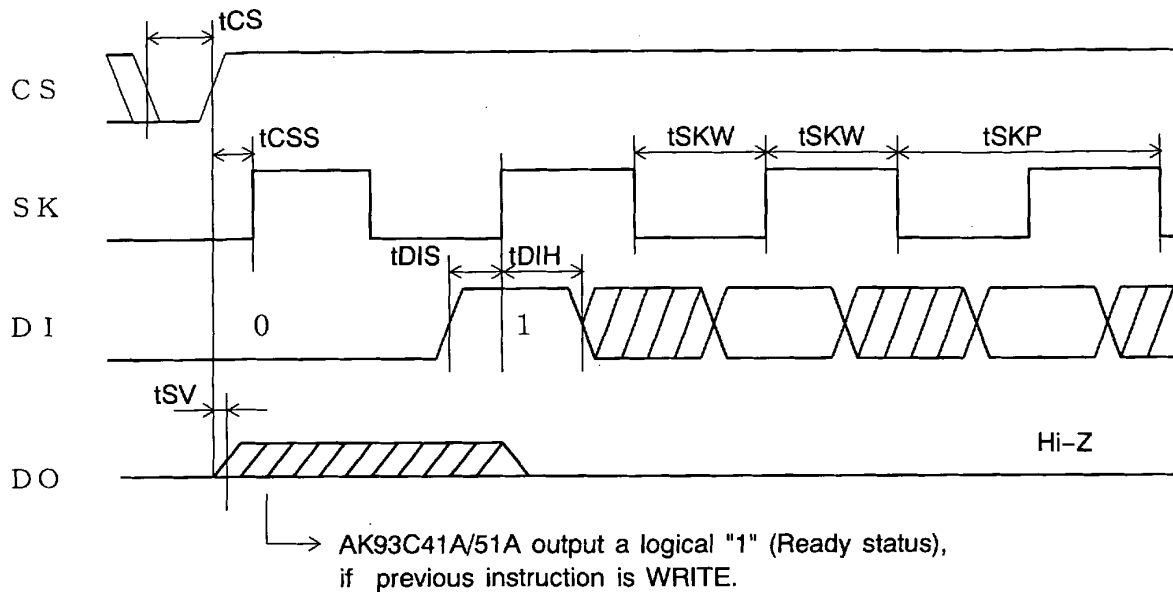 tCS
CS
tCSS
tSKW tSKW tSKP
SK
tDIS tDIH
DI 0 1
tSV
Hi-Z
DO
AK93C41A/51A output a logical "1" (Ready status),
if previous instruction is WRITE.